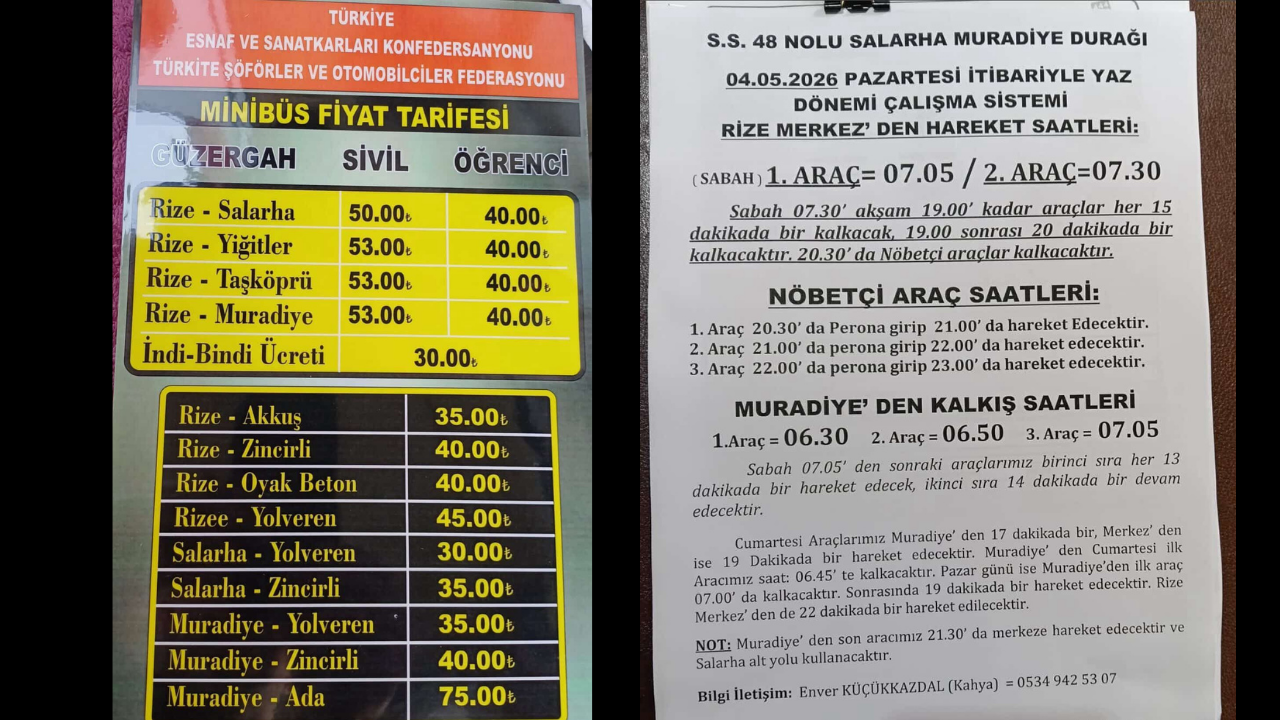 TÜRKİYE
ESNAF VE SANATKARLARI KONFEDERSANYONU
TÜRKİTE ŞÖFÖRLER VE OTOMOBİLCİLER FEDERASYONU
MİNİBÜS FİYAT TARİFESİ
GÜZERGAH SİVİL ÖĞRENCİ
Rize - Salarha 50.00₺ 40.00₺
Rize - Yiğitler 53.00₺ 40.00₺
Rize - Taşköprü 53.00₺ 40.00₺
Rize - Muradiye 53.00₺ 40.00₺
İndi-Bindi Ücreti 30.00₺
Rize - Akkuş 35.00₺
Rize - Zincirli 40.00₺
Rize - Oyak Beton 40.00₺
Rizee - Yolveren 45.00₺
Salarha - Yolveren 30.00₺
Salarha - Zincirli 35.00₺
Muradiye - Yolveren 35.00₺
Muradiye - Zincirli 40.00₺
Muradiye - Ada 75.00₺
S.S. 48 NOLU SALARHA MURADİYE DURAĞI
04.05.2026 PAZARTESİ İTİBARİYLE YAZ
DÖNEMİ ÇALIŞMA SİSTEMİ
RİZE MERKEZ' DEN HAREKET SAATLERİ:
( SABAH ) 1. ARAÇ= 07.05 / 2. ARAÇ=07.30
Sabah 07.30' akşam 19.00' kadar araçlar her 15
dakikada bir kalkacak, 19.00 sonrası 20 dakikada bir
kalkacaktır. 20.30' da Nöbetçi araçlar kalkacaktır.
NÖBETÇİ ARAÇ SAATLERİ:
1. Araç 20.30' da Perona girip 21.00' da hareket Edecektir.
2. Araç 21.00' da perona girip 22.00' da hareket edecektir.
3. Araç 22.00' da perona girip 23.00' da hareket edecektir.
MURADİYE' DEN KALKIŞ SAATLERİ
1.Araç = 06.30 2. Araç = 06.50 3. Araç = 07.05
Sabah 07.05' den sonraki araçlarımız birinci sıra her 13
dakikada bir hareket edecek, ikinci sıra 14 dakikada bir devam
edecektir.
Cumartesi Araçlarımız Muradiye' den 17 dakikada bir, Merkez' den
ise 19 Dakikada bir hareket edecektir. Muradiye' den Cumartesi ilk
Aracımız saat: 06.45' te kalkacaktır. Pazar günü ise Muradiye'den ilk araç
07.00' da kalkacaktır. Sonrasında 19 dakikada bir hareket edecektir. Rize
Merkez' den de 22 dakikada bir hareket edilecektir.
NOT: Muradiye' den son aracımız 21.30' da merkeze hareket edecektir ve
Salarha alt yolu kullanacaktır.
Bilgi İletişim: Enver KÜÇÜKKAZDAL (Kahya) = 0534 942 53 07